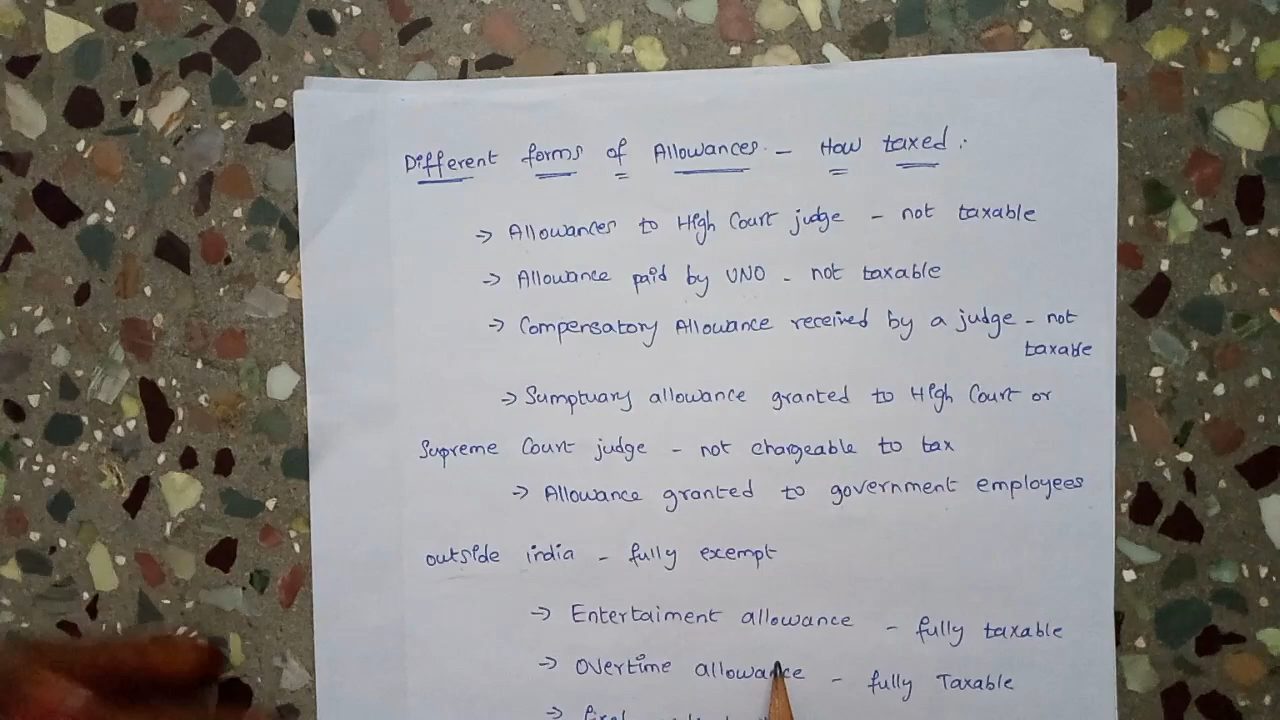 Different forms of Allowances - How taxed :
→ Allowances to High Court judge - not taxable
→ Allowance paid by UNO - not taxable
→ Compensatory Allowance received by a judge - not
taxable
→ Sumptuary allowance granted to High Court or
Supreme Court judge - not chargeable to tax
→ Allowance granted to government employees
outside india - fully exempt
→ Entertaiment allowance - fully taxable
→ Overtime allowance - fully Taxable